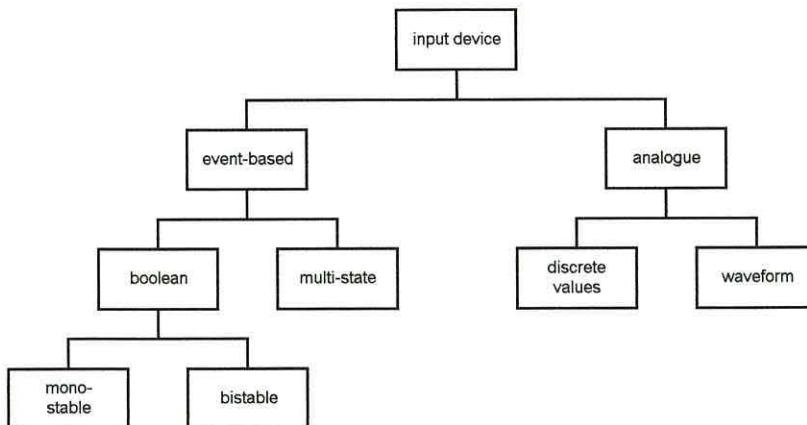 input device
event-based
analogue
boolean
multi-state
discrete
values
waveform
mono-
stable
bistable